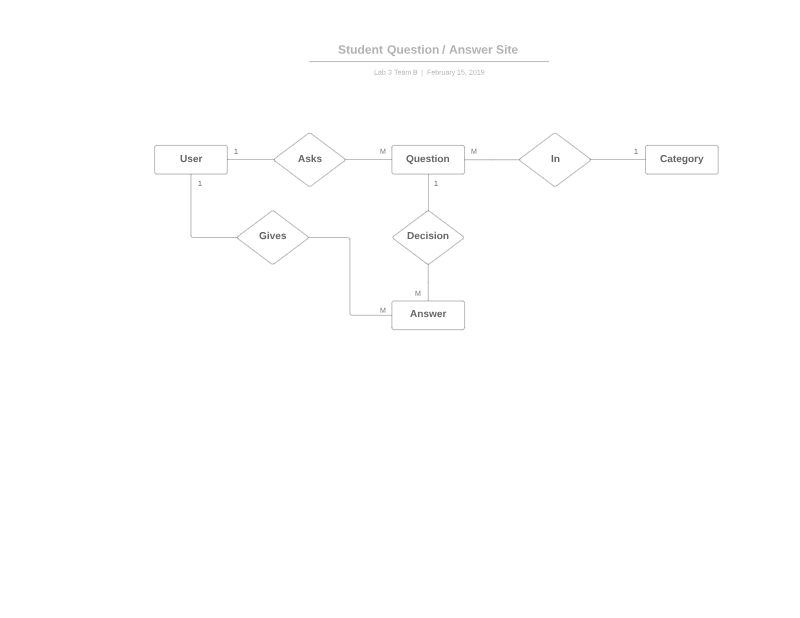 Student Question / Answer Site
Lab 3 Team B | February 15, 2019
User 1 Asks M Question M In 1 Category
1 1
Gives Decision
M
M Answer